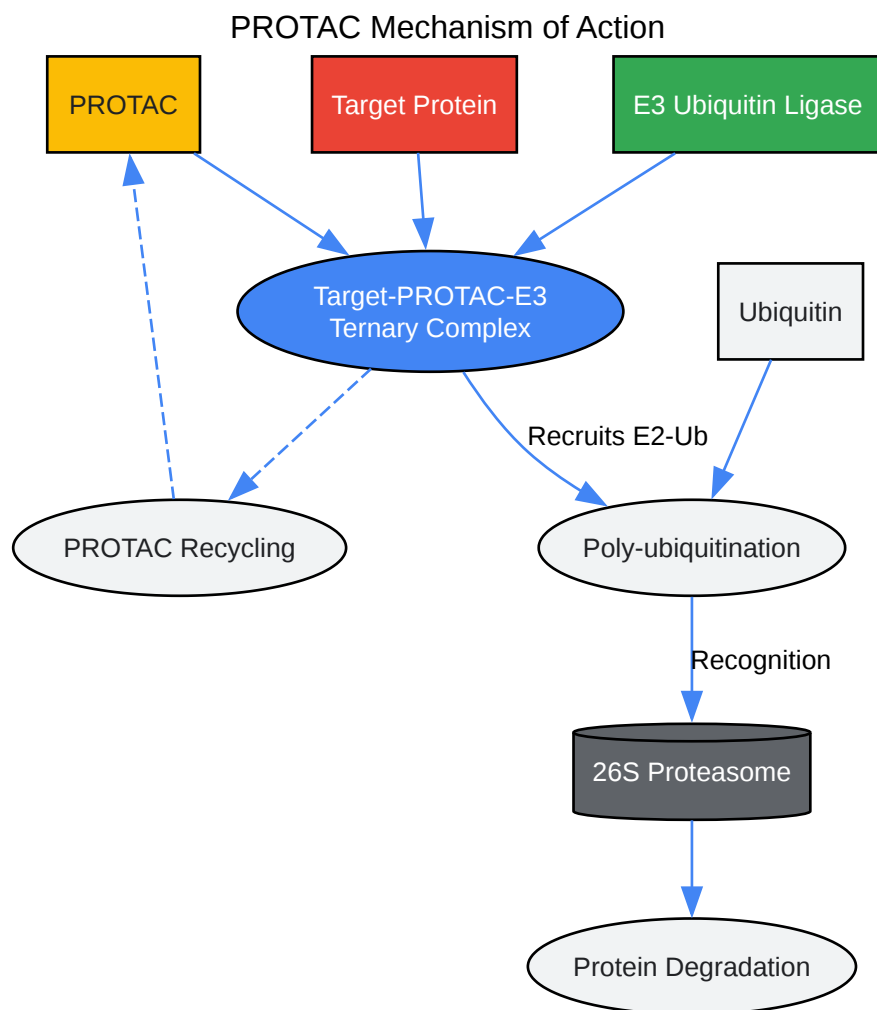 PROTAC Mechanism of Action
PROTAC
Target Protein
E3 Ubiquitin Ligase
Target-PROTAC-E3
Ternary Complex
Ubiquitin
Recruits E2-Ub
PROTAC Recycling
Poly-ubiquitination
Recognition
26S Proteasome
Protein Degradation